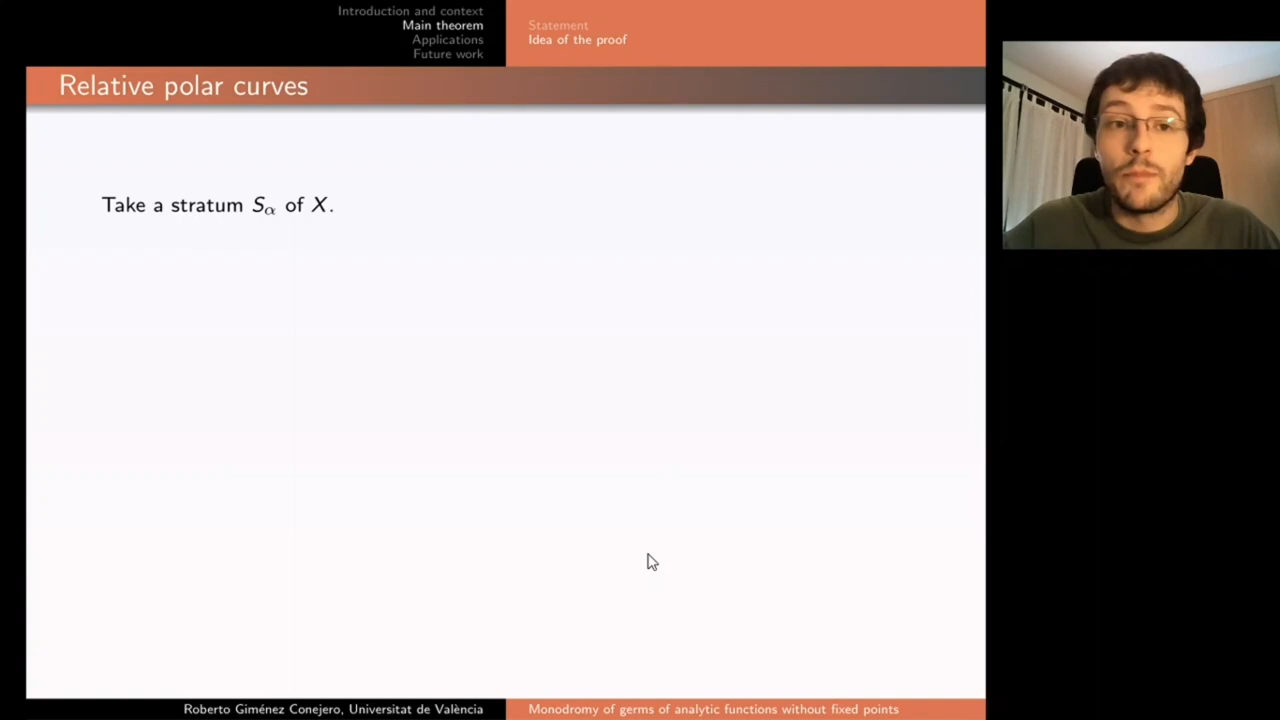 Introduction and context
Main theorem
Applications
Future work
Statement
Idea of the proof
Relative polar curves
Take a stratum S_α of X.
Roberto Giménez Conejero, Universitat de València
Monodromy of germs of analytic functions without fixed points